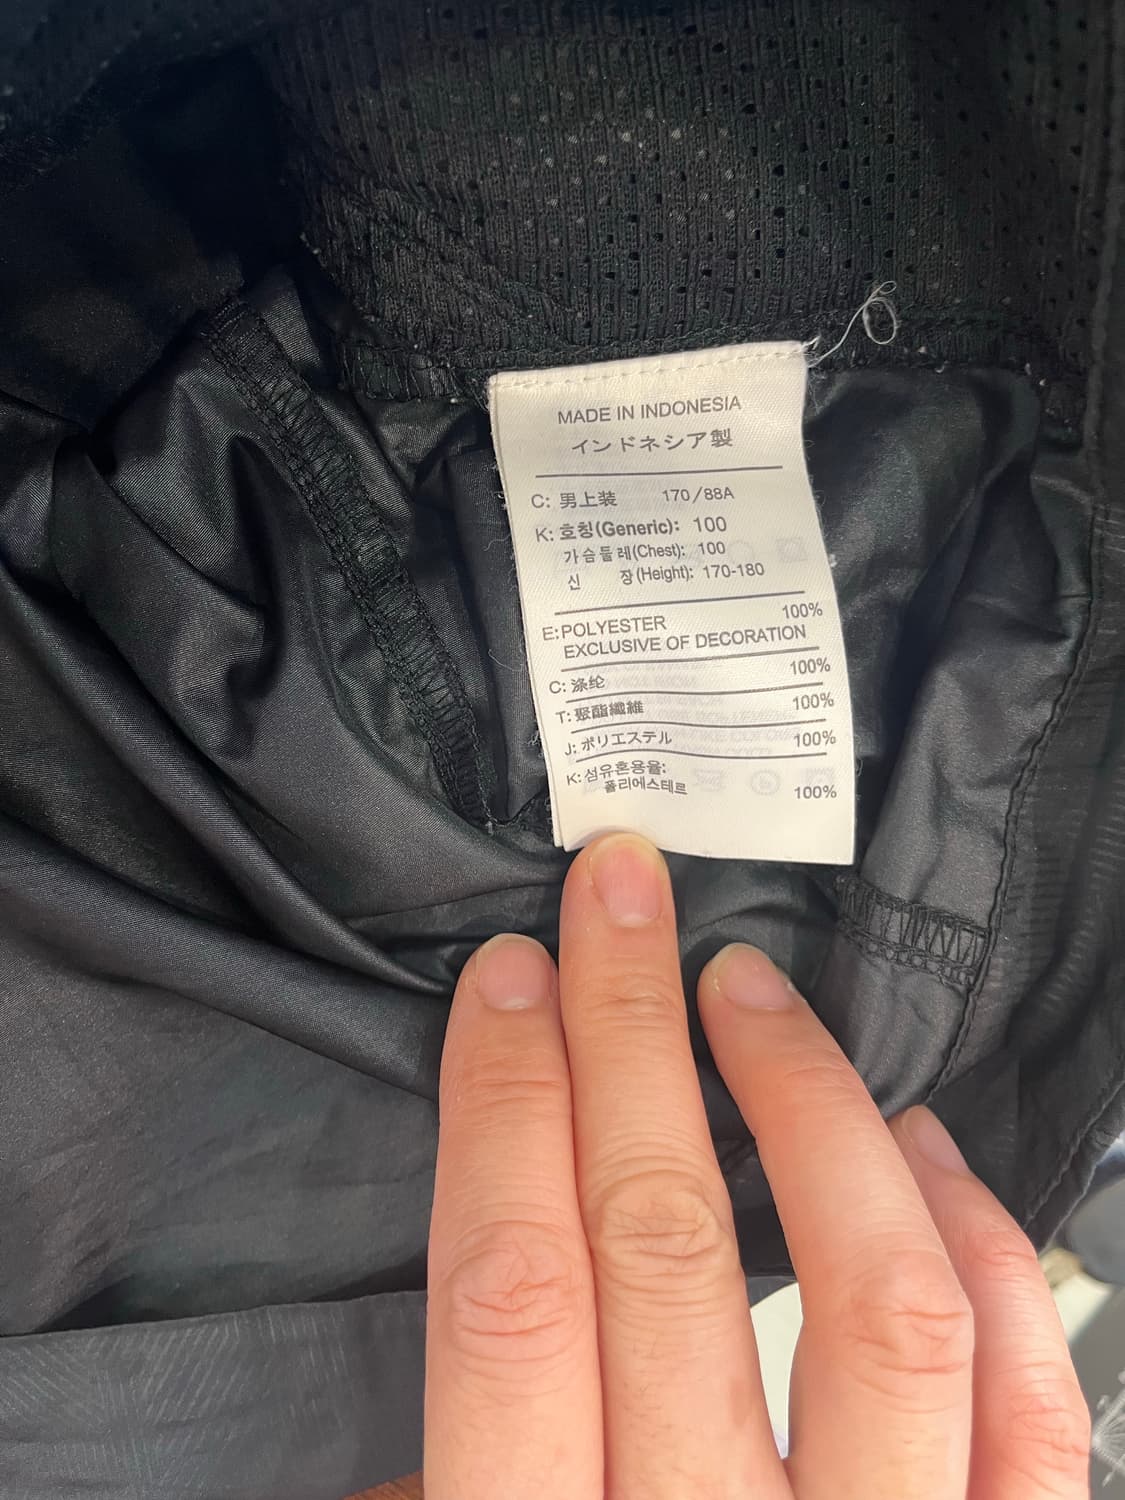 MADE IN INDONESIA
インドネシア製
C: 男上装 170/88A
K: 호칭(Generic): 100
가슴둘레(Chest): 100
신 장(Height): 170-180
E:POLYESTER 100%
EXCLUSIVE OF DECORATION
C: 涤纶 100%
T: 聚酯纖維 100%
J: ポリエステル 100%
K: 섬유혼용율:
폴리에스테르 100%